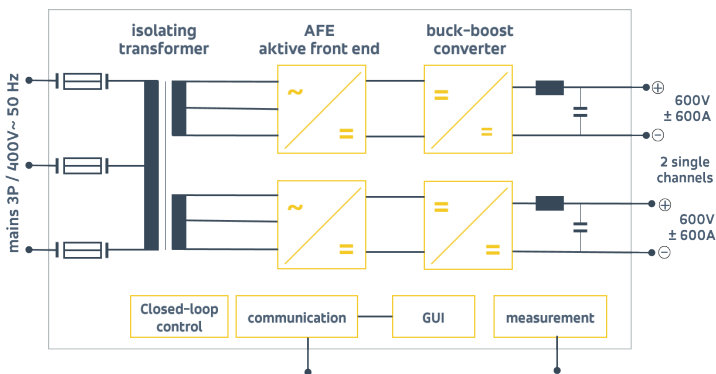 isolating
transformer
AFE
aktive front end
buck-boost
converter
mains 3P / 400V~ 50 Hz
~
=
=
=
+
−
600V
± 600A
2 single
channels
~
=
=
=
+
−
600V
± 600A
Closed-loop
control
communication
GUI
measurement